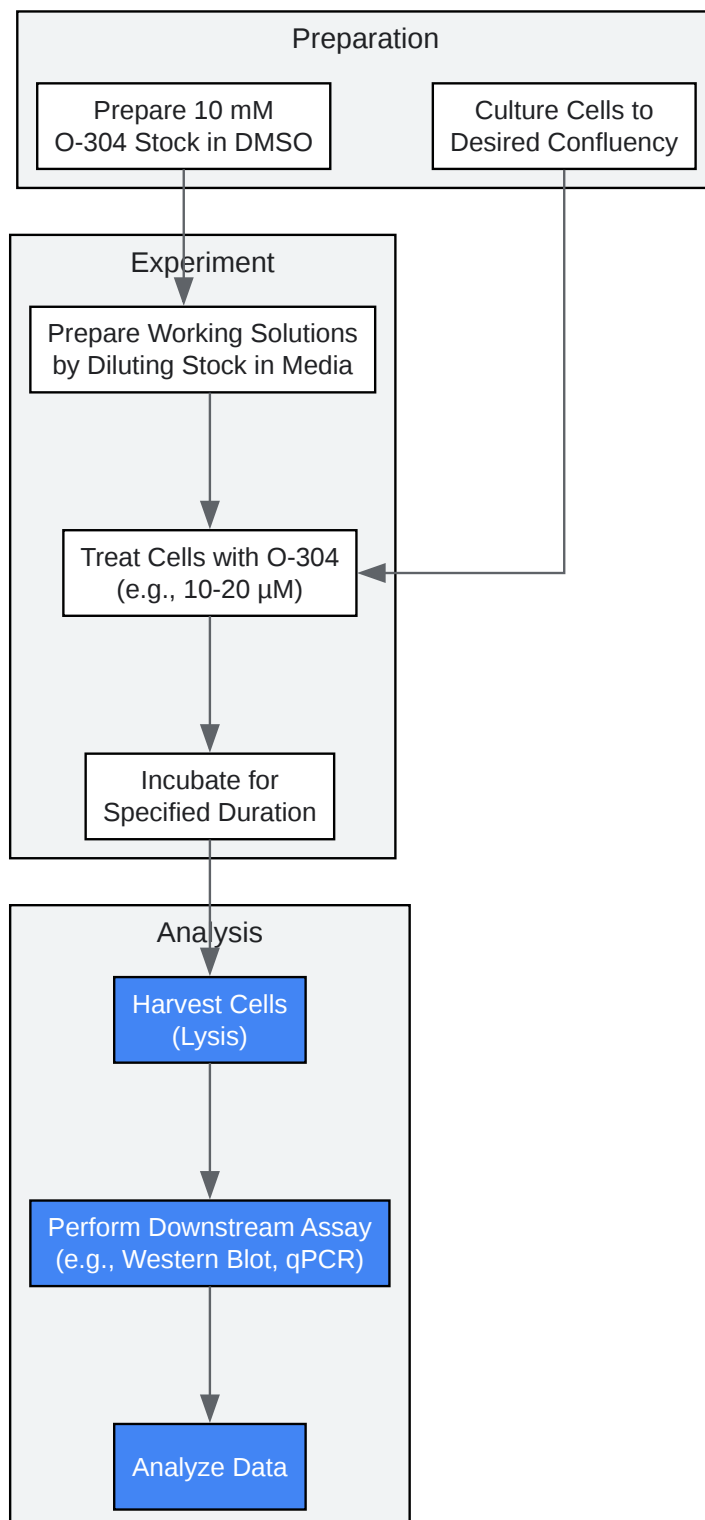 Preparation
Prepare 10 mM
O-304 Stock in DMSO
Culture Cells to
Desired Confluency
Experiment
Prepare Working Solutions
by Diluting Stock in Media
Treat Cells with O-304
(e.g., 10-20 µM)
Incubate for
Specified Duration
Analysis
Harvest Cells
(Lysis)
Perform Downstream Assay
(e.g., Western Blot, qPCR)
Analyze Data